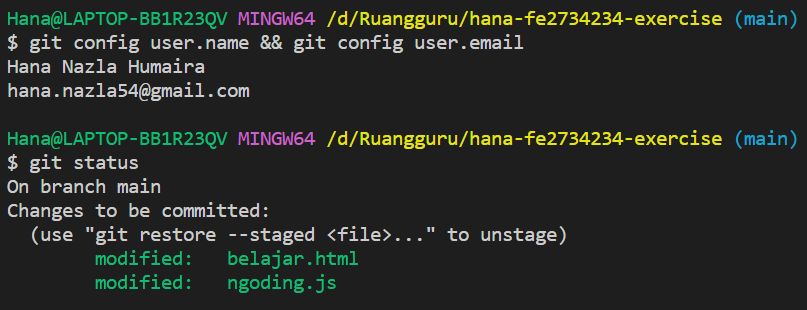 Hana@LAPTOP-BB1R23QV MINGW64 /d/Ruangguru/hana-fe2734234-exercise (main)
$ git config user.name && git config user.email
Hana Nazla Humaira
hana.nazla54@gmail.com

Hana@LAPTOP-BB1R23QV MINGW64 /d/Ruangguru/hana-fe2734234-exercise (main)
$ git status
On branch main
Changes to be committed:
  (use "git restore --staged <file>..." to unstage)
        modified:   belajar.html
        modified:   ngoding.js